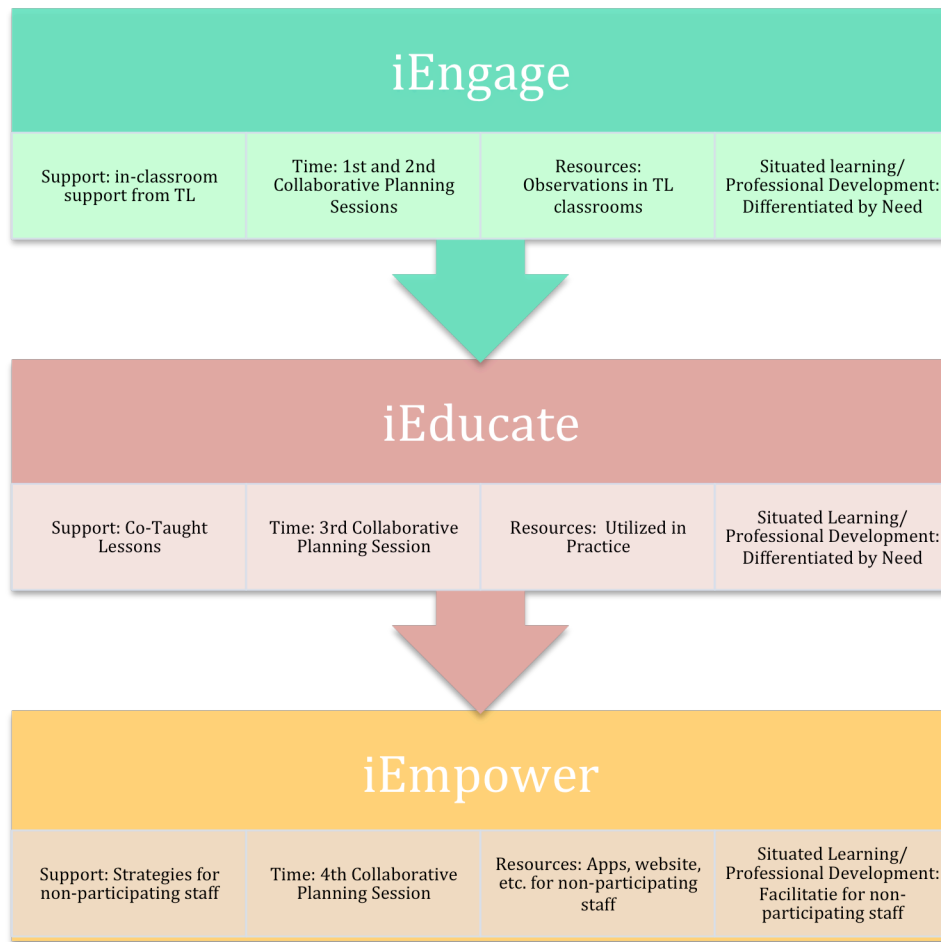 iEngage
Support: in-classroom
support from TL
Time: 1st and 2nd
Collaborative Planning
Sessions
Resources:
Observations in TL
classrooms
Situated learning/
Professional Development:
Differentiated by Need
iEducate
Support: Co-Taught
Lessons
Time: 3rd Collaborative
Planning Session
Resources:  Utilized in
Practice
Situated Learning/
Professional Development:
Differentiated by Need
iEmpower
Support: Strategies for
non-participating staff
Time: 4th Collaborative
Planning Session
Resources: Apps, website,
etc. for non-participating
staff
Situated Learning/
Professional Development:
Facilitatie for non-
participating staff